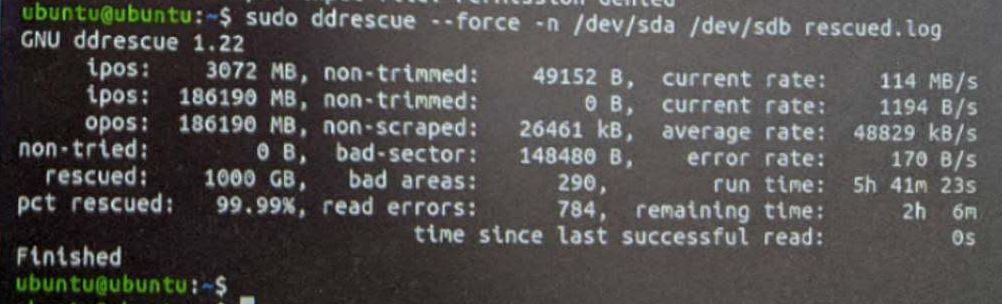 ubuntu@ubuntu:~$ sudo ddrescue --force -n /dev/sda /dev/sdb rescued.log
GNU ddrescue 1.22
ipos: 3072 MB, non-trimmed: 49152 B, current rate: 114 MB/s
ipos: 186190 MB, non-trimmed: 0 B, current rate: 1194 B/s
opos: 186190 MB, non-scraped: 26461 kB, average rate: 48829 kB/s
non-tried: 0 B, bad-sector: 148480 B, error rate: 170 B/s
rescued: 1000 GB, bad areas: 290, run time: 5h 41m 23s
pct rescued: 99.99%, read errors: 784, remaining time: 2h 6m
time since last successful read: 0s
Finished
ubuntu@ubuntu:~$